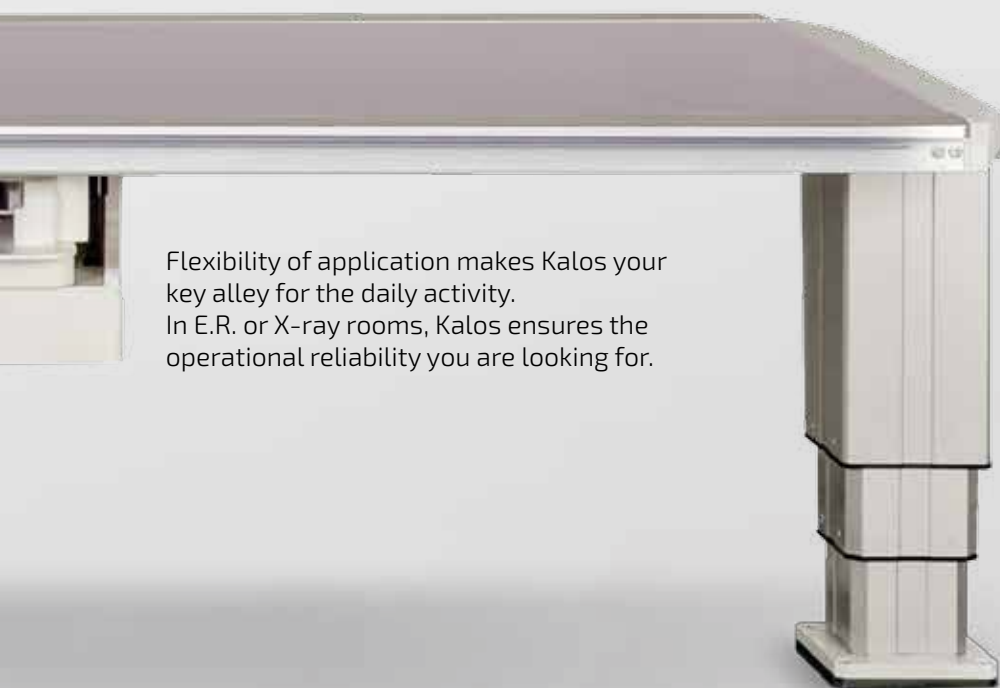 Flexibility of application makes Kalos your
key alley for the daily activity.
In E.R. or X-ray rooms, Kalos ensures the
operational reliability you are looking for.